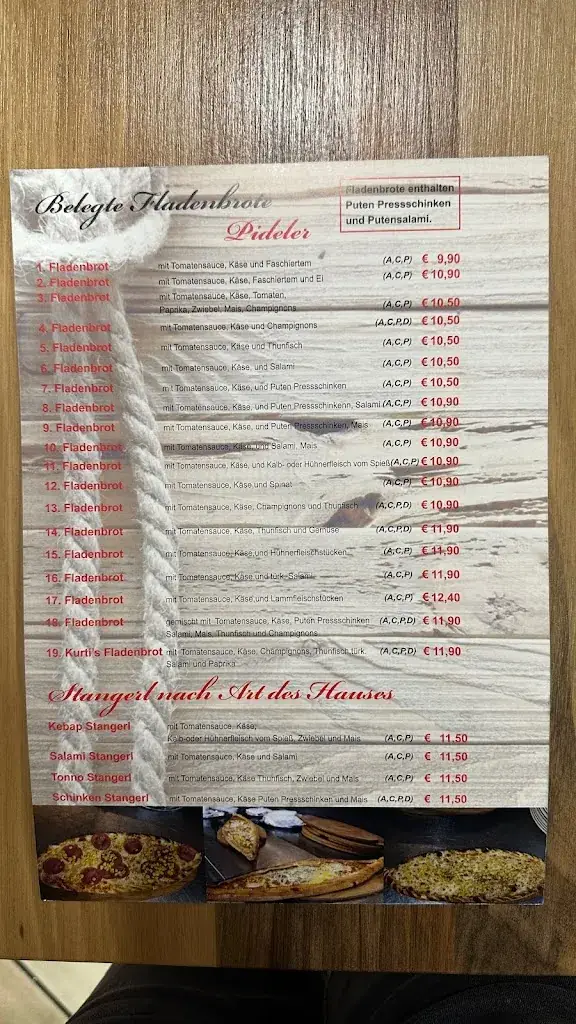 Belegte Fladenbrote
Pideler
Fladenbrote enthalten
Puten Pressschinken
und Putensalami.
1. Fladenbrot mit Tomatensauce, Käse und Faschiertem (A,C,P) € 9,90
2. Fladenbrot mit Tomatensauce, Käse, Faschiertem und Ei (A,C,P) € 10,90
3. Fladenbrot mit Tomatensauce, Käse, Tomaten,
Paprika, Zwiebel, Mais, Champignons (A,C,P) € 10,50
4. Fladenbrot mit Tomatensauce, Käse und Champignons (A,C,P,D) € 10,50
5. Fladenbrot mit Tomatensauce, Käse und Thunfisch (A,C,P) € 10,50
6. Fladenbrot mit Tomatensauce, Käse, und Salami (A,C,P) € 10,50
7. Fladenbrot mit Tomatensauce, Käse, und Puten Pressschinken (A,C,P) € 10,50
8. Fladenbrot mit Tomatensauce, Käse, und Puten Pressschinkenn, Salami (A,C,P) € 10,90
9. Fladenbrot mit Tomatensauce, Käse, und Puten Pressschinken, Mais (A,C,P) € 10,90
10. Fladenbrot mit Tomatensauce, Käse, und Salami, Mais (A,C,P) € 10,90
11. Fladenbrot mit Tomatensauce, Käse, und Kalb- oder Hühnerfleisch vom Spieß (A,C,P) € 10,90
12. Fladenbrot mit Tomatensauce, Käse und Spinat (A,C,P) € 10,90
13. Fladenbrot mit Tomatensauce, Käse, Champignons und Thunfisch (A,C,P,D) € 10,90
14. Fladenbrot mit Tomatensauce, Käse, Thunfisch und Gemüse (A,C,P,D) € 11,90
15. Fladenbrot mit Tomatensauce, Käse und Hühnerfleischstücken (A,C,P) € 11,90
16. Fladenbrot mit Tomatensauce, Käse und türk. Salami (A,C,P) € 11,90
17. Fladenbrot mit Tomatensauce, Käse und Lammfleischstücken (A,C,P) € 12,40
18. Fladenbrot gemischt mit Tomatensauce, Käse, Puten Pressschinken (A,C,P,D) € 11,90
Salami, Mais, Thunfisch und Champignons
19. Kurti's Fladenbrot mit Tomatensauce, Käse, Champignons, Thunfisch türk. (A,C,P,D) € 11,90
Salami und Paprika
Stangerl nach Art des Hauses
Kebap Stangerl mit Tomatensauce, Käse,
Kalb-oder Hühnerfleisch vom Spieß, Zwiebel und Mais (A,C,P) € 11,50
Salami Stangerl mit Tomatensauce, Käse und Salami (A,C,P) € 11,50
Tonno Stangerl mit Tomatensauce, Käse Thunfisch, Zwiebel und Mais (A,C,P) € 11,50
Schinken Stangerl mit Tomatensauce, Käse Puten Pressschinken und Mais (A,C,P,D) € 11,50